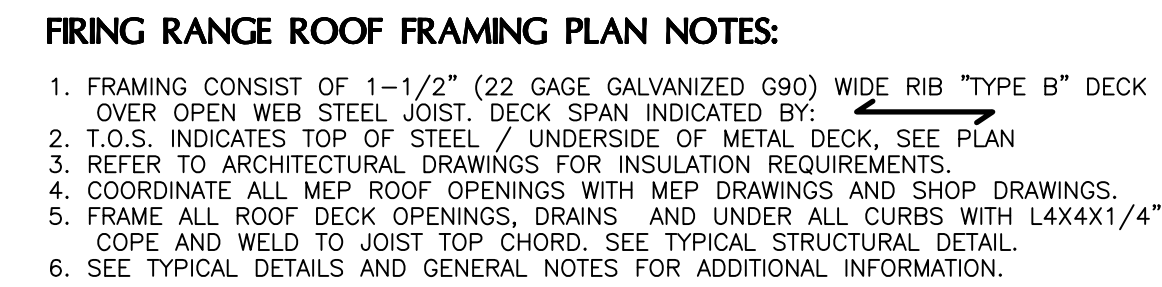 FIRING RANGE ROOF FRAMING PLAN NOTES:
1. FRAMING CONSIST OF 1-1/2" (22 GAGE GALVANIZED G90) WIDE RIB "TYPE B" DECK
OVER OPEN WEB STEEL JOIST. DECK SPAN INDICATED BY:
2. T.O.S. INDICATES TOP OF STEEL / UNDERSIDE OF METAL DECK, SEE PLAN
3. REFER TO ARCHITECTURAL DRAWINGS FOR INSULATION REQUIREMENTS.
4. COORDINATE ALL MEP ROOF OPENINGS WITH MEP DRAWINGS AND SHOP DRAWINGS.
5. FRAME ALL ROOF DECK OPENINGS, DRAINS  AND UNDER ALL CURBS WITH L4X4X1/4"
COPE AND WELD TO JOIST TOP CHORD. SEE TYPICAL STRUCTURAL DETAIL.
6. SEE TYPICAL DETAILS AND GENERAL NOTES FOR ADDITIONAL INFORMATION.